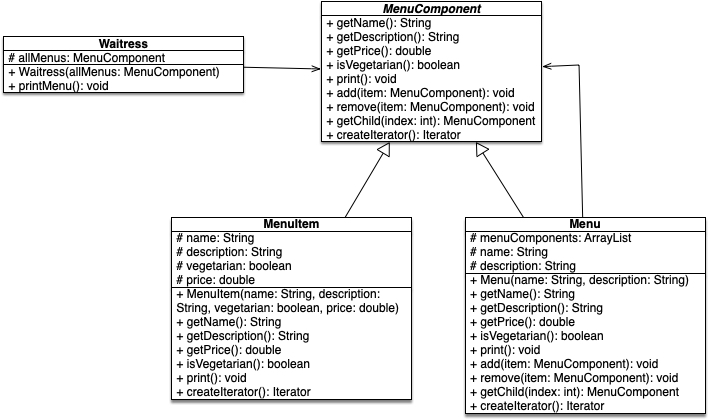 MenuComponent
+ getName(): String
+ getDescription(): String
+ getPrice(): double
+ isVegetarian(): boolean
+ print(): void
+ add(item: MenuComponent): void
+ remove(item: MenuComponent): void
+ getChild(index: int): MenuComponent
+ createIterator(): Iterator
Waitress
# allMenus: MenuComponent
+ Waitress(allMenus: MenuComponent)
+ printMenu(): void
MenuItem
# name: String
# description: String
# vegetarian: boolean
# price: double
+ MenuItem(name: String, description:
String, vegetarian: boolean, price: double)
+ getName(): String
+ getDescription(): String
+ getPrice(): double
+ isVegetarian(): boolean
+ print(): void
+ createIterator(): Iterator
Menu
# menuComponents: ArrayList
# name: String
# description: String
+ Menu(name: String, description: String)
+ getName(): String
+ getDescription(): String
+ getPrice(): double
+ isVegetarian(): boolean
+ print(): void
+ add(item: MenuComponent): void
+ remove(item: MenuComponent): void
+ getChild(index: int): MenuComponent
+ createIterator(): Iterator